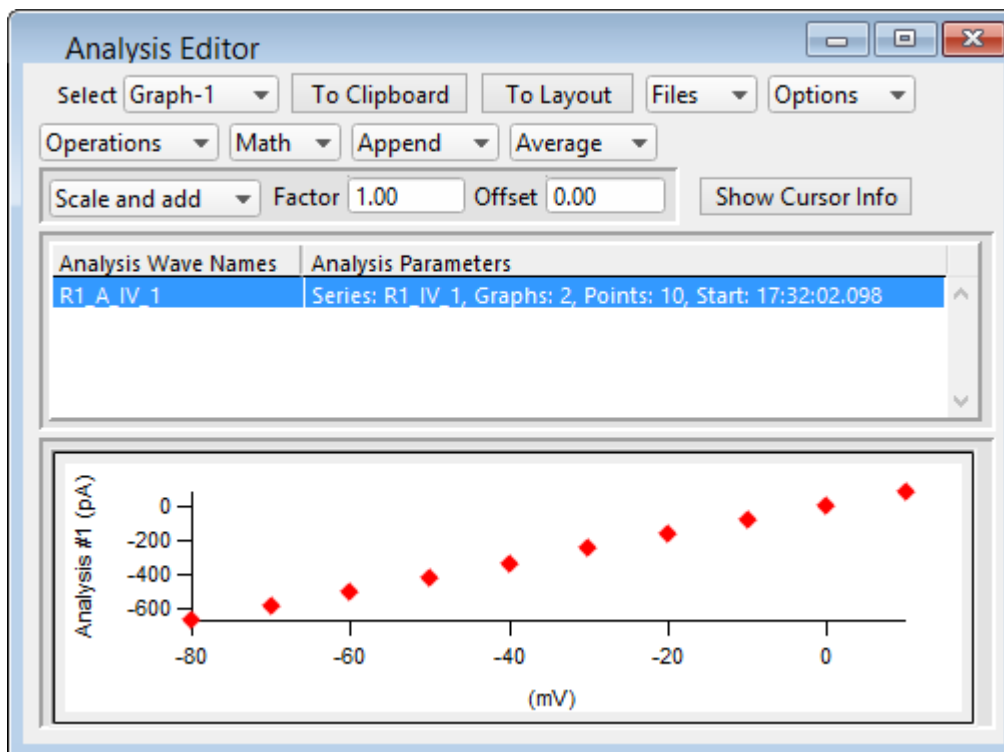 Analysis Editor
Select Graph-1 To Clipboard To Layout Files Options
Operations Math Append Average
Scale and add Factor 1.00 Offset 0.00 Show Cursor Info
Analysis Wave Names Analysis Parameters
R1_A_IV_1 Series: R1_IV_1, Graphs: 2, Points: 10, Start: 17:32:02.098
Analysis #1 (pA)
0
-200
-400
-600
-80 -60 -40 -20 0
(mV)